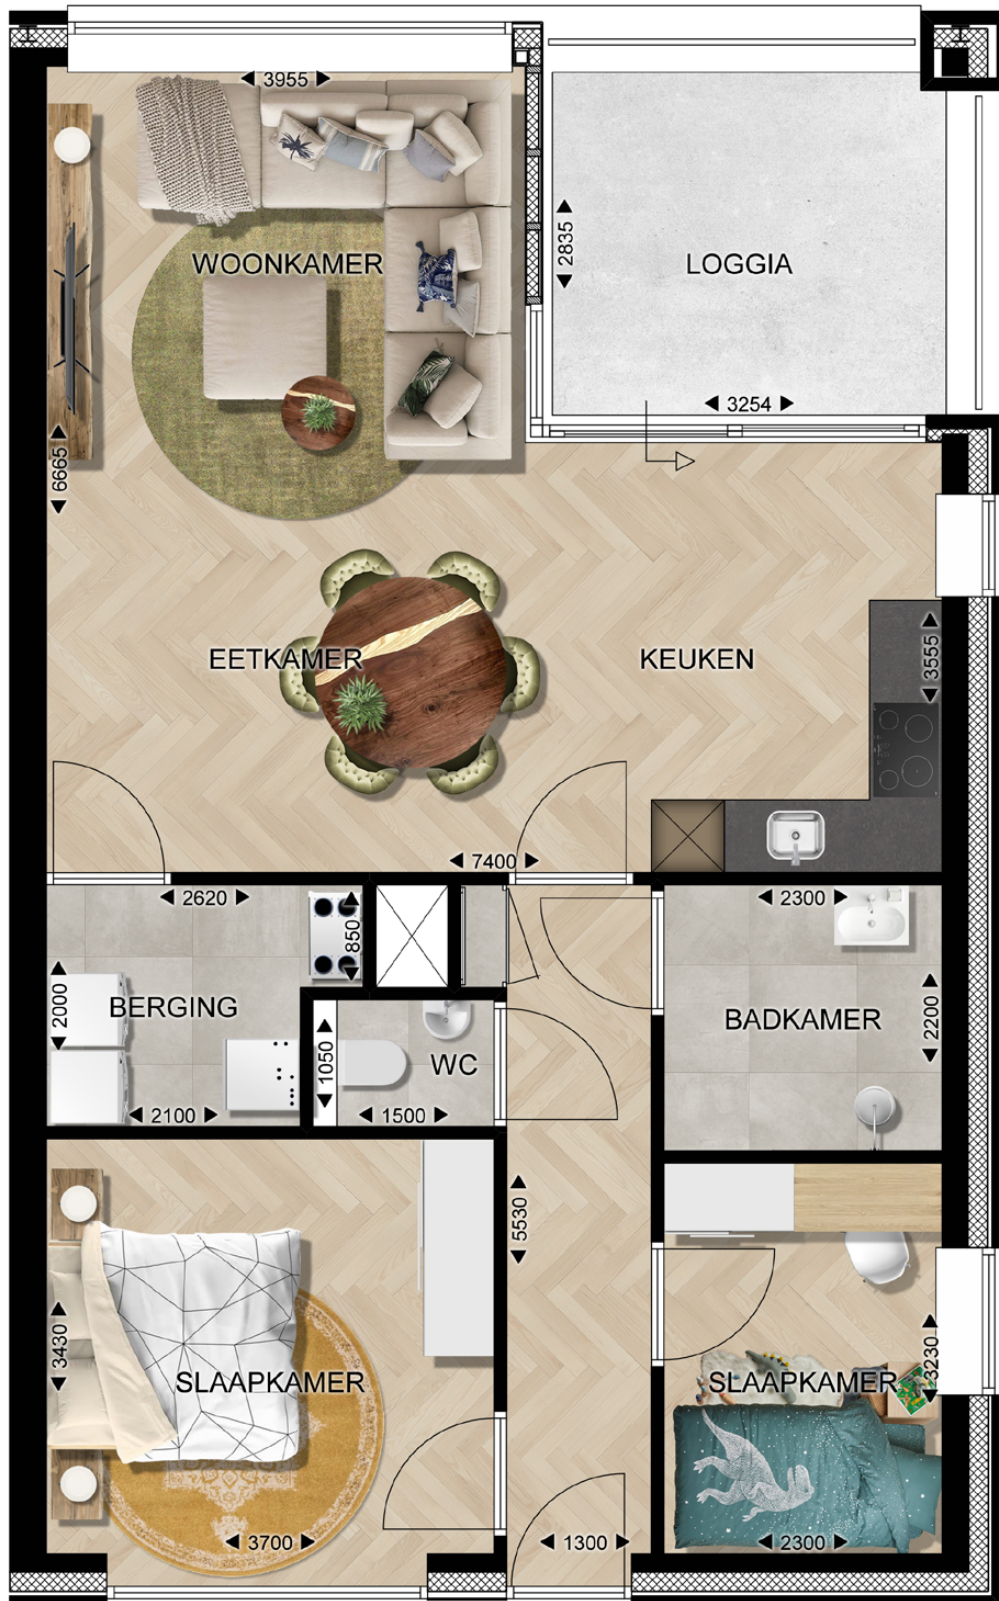 3955
WOONKAMER
2835
LOGGIA
3254
6665
EETKAMER
KEUKEN
3555
7400
2620
850
2300
2000
BERGING
1050
WC
BADKAMER
2200
2100
1500
5530
3430
SLAAPKAMER
SLAAPKAMER
3230
3700
1300
2300